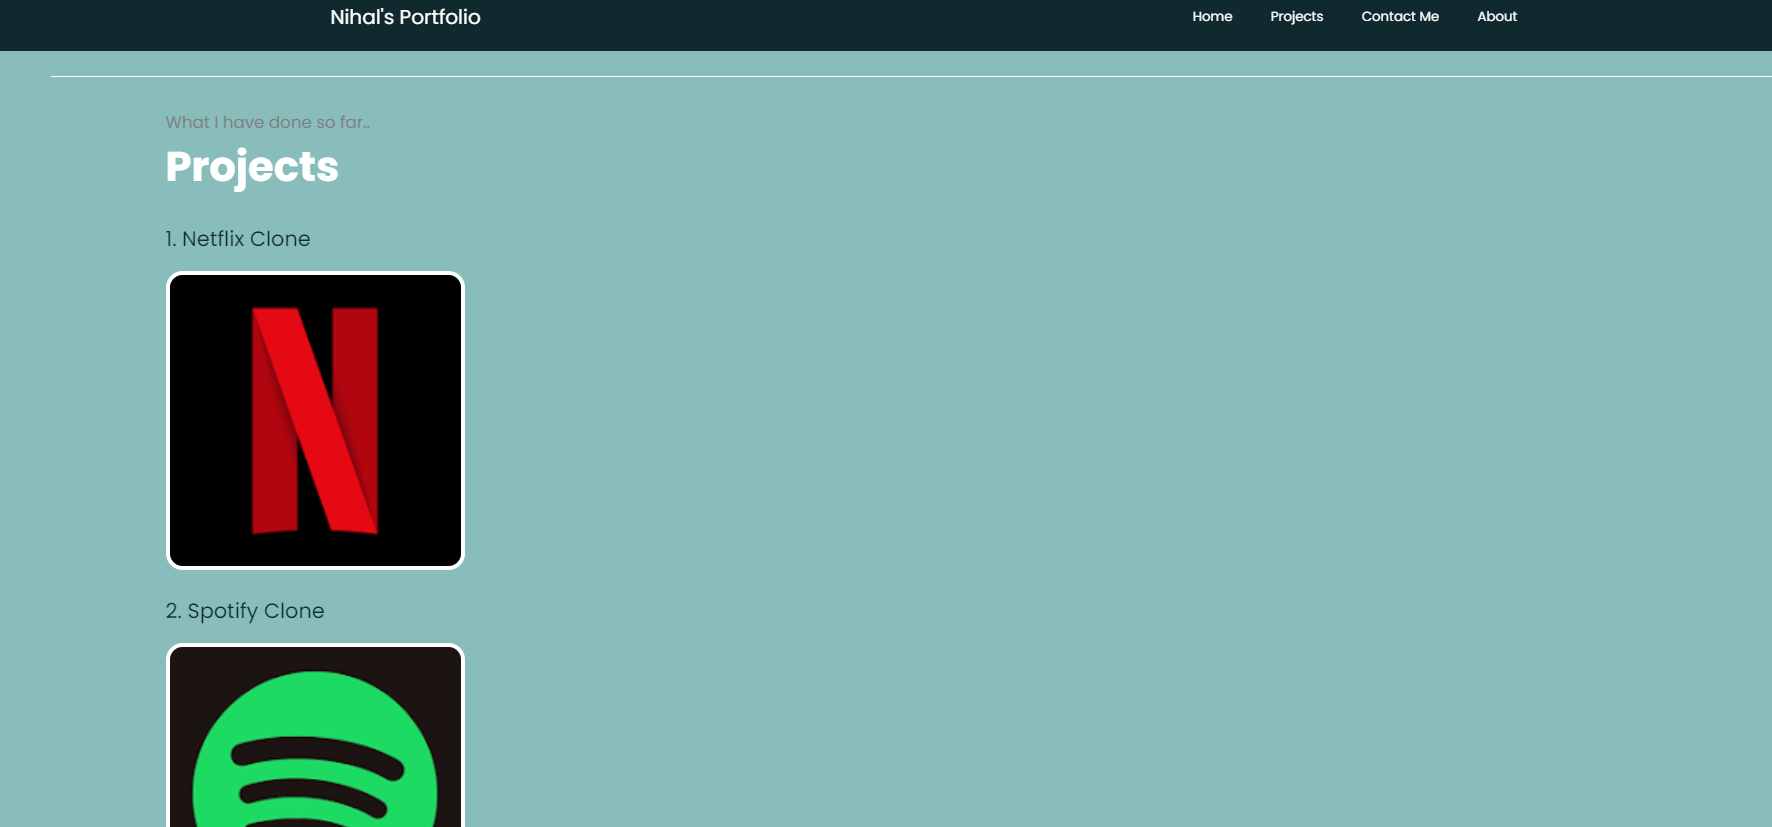 Nihal's Portfolio
Home Projects Contact Me About
What I have done so far..
Projects
1. Netflix Clone
N
2. Spotify Clone